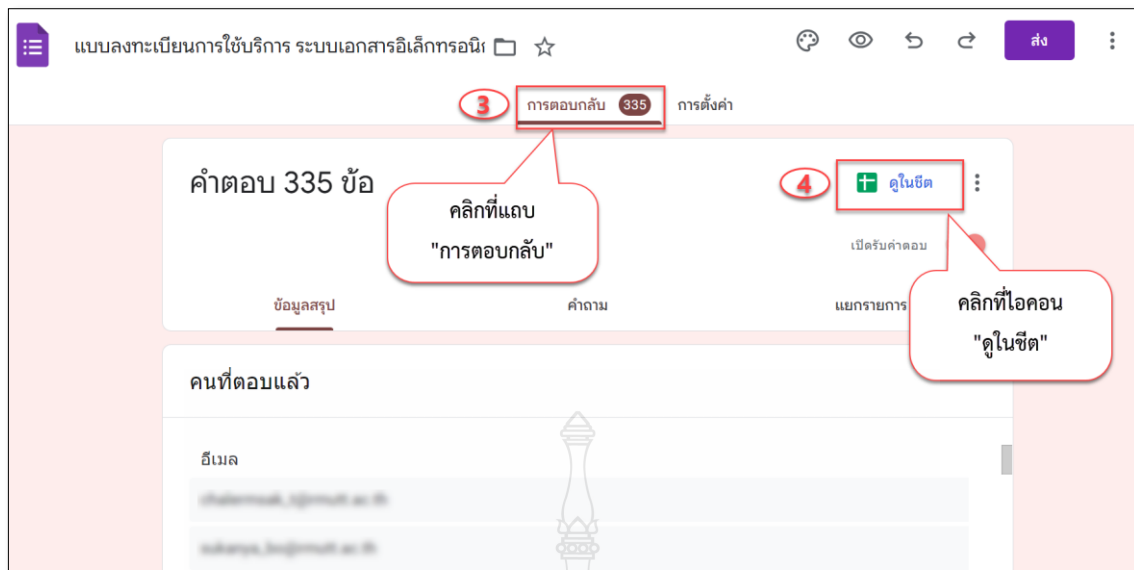 แบบลงทะเบียนการใช้บริการ ระบบเอกสารอิเล็กทรอนิก
ส่ง
3 การตอบกลับ 335 การตั้งค่า
คำตอบ 335 ข้อ
4 ดูในชีต
คลิกที่แถบ
"การตอบกลับ"
เปิดรับคำตอบ
ข้อมูลสรุป คำถาม แยกรายการ
คลิกที่ไอคอน
"ดูในชีต"
คนที่ตอบแล้ว
อีเมล